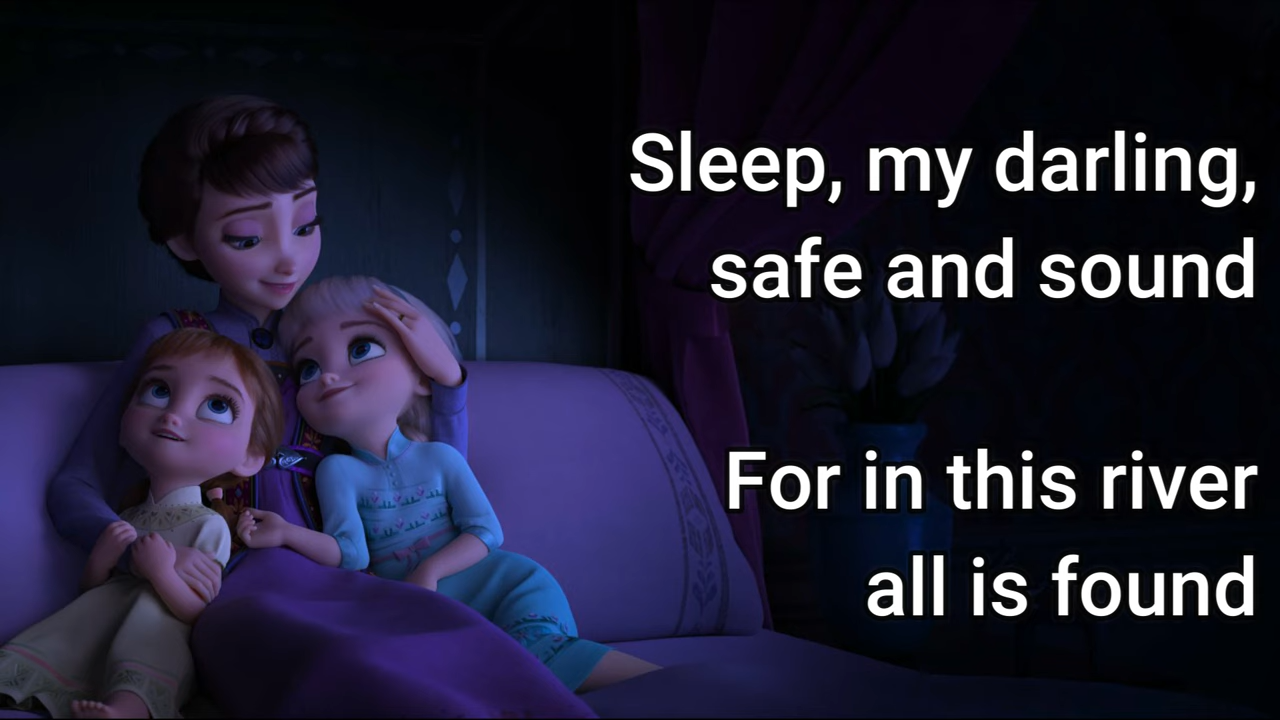 Sleep, my darling,
safe and sound
For in this river
all is found